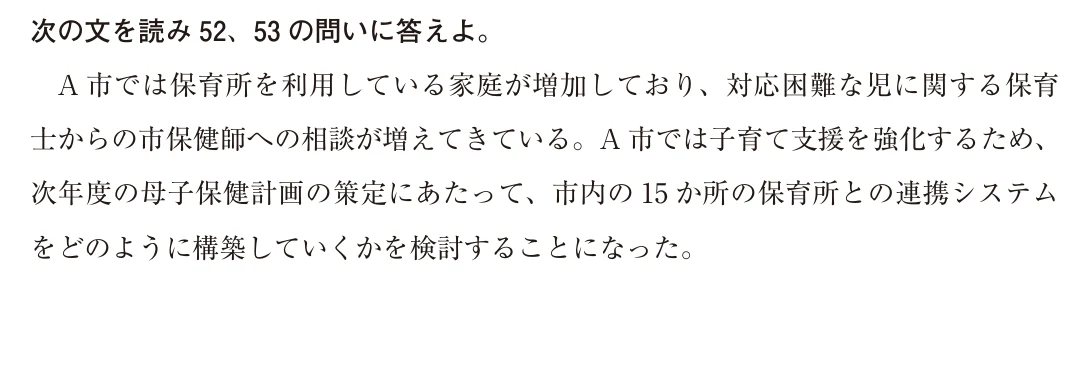 次の文を読み 52、53 の問いに答えよ。
A 市では保育所を利用している家庭が増加しており、対応困難な児に関する保育
士からの市保健師への相談が増えてきている。A 市では子育て支援を強化するため、
次年度の母子保健計画の策定にあたって、市内の 15 か所の保育所との連携システム
をどのように構築していくかを検討することになった。